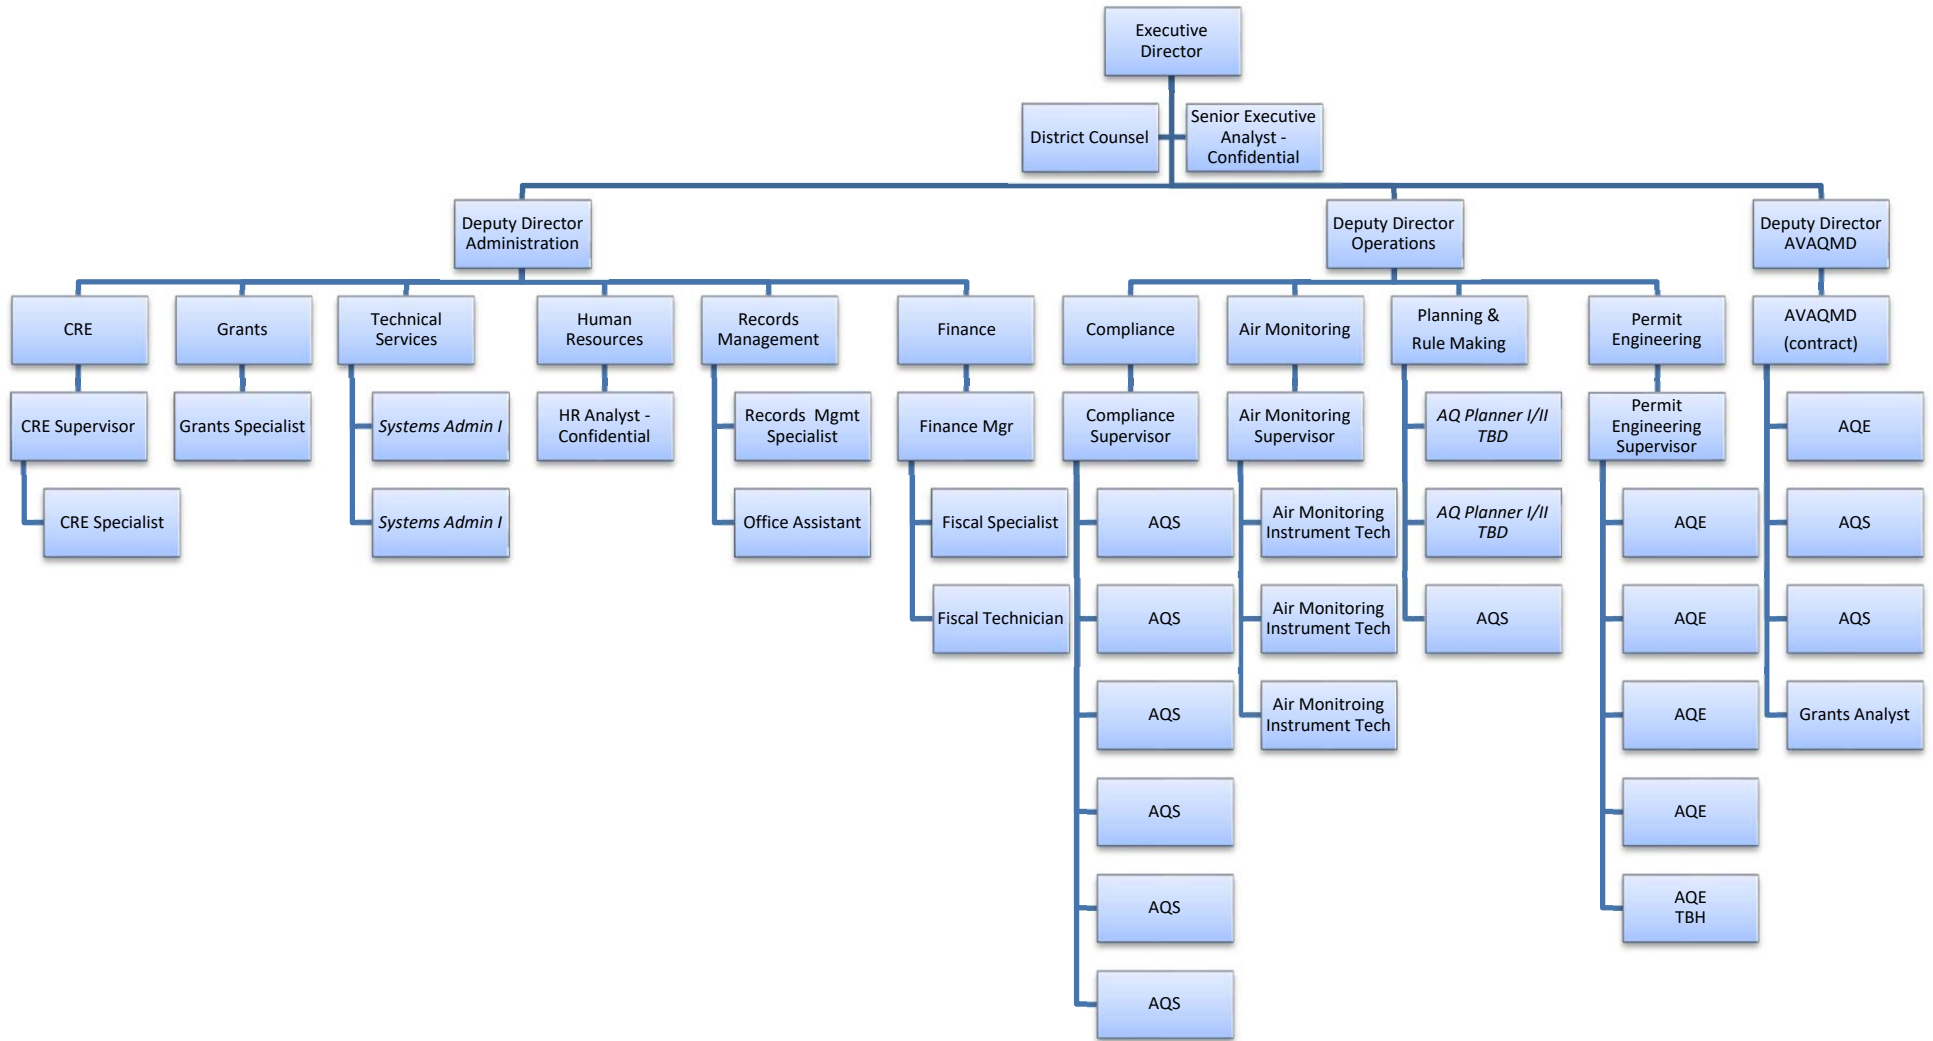 Executive
Director
District Counsel
Senior Executive
Analyst -
Confidential
Deputy Director
Administration
Deputy Director
Operations
Deputy Director
AVAQMD
CRE
Grants
Technical
Services
Human
Resources
Records
Management
Finance
Compliance
Air Monitoring
Planning &
Rule Making
Permit
Engineering
AVAQMD
(contract)
CRE Supervisor
Grants Specialist
Systems Admin I
HR Analyst -
Confidential
Records Mgmt
Specialist
Finance Mgr
Compliance
Supervisor
Air Monitoring
Supervisor
AQ Planner I/II
TBD
Permit
Engineering
Supervisor
AQE
CRE Specialist
Systems Admin I
Office Assistant
Fiscal Specialist
AQS
Air Monitoring
Instrument Tech
AQ Planner I/II
TBD
AQE
AQS
Fiscal Technician
AQS
Air Monitoring
Instrument Tech
AQS
AQE
AQS
AQS
Air Monitroing
Instrument Tech
AQE
Grants Analyst
AQS
AQE
AQS
AQE
TBH
AQS